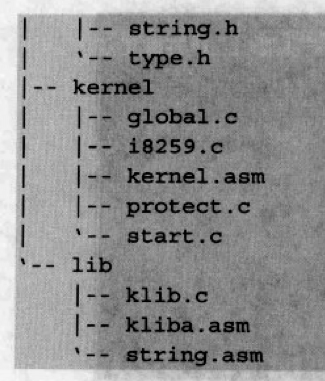 |   |-- string.h
|   `-- type.h
|-- kernel
|   |-- global.c
|   |-- i8259.c
|   |-- kernel.asm
|   |-- protect.c
|   `-- start.c
`-- lib
    |-- klib.c
    |-- kliba.asm
    `-- string.asm